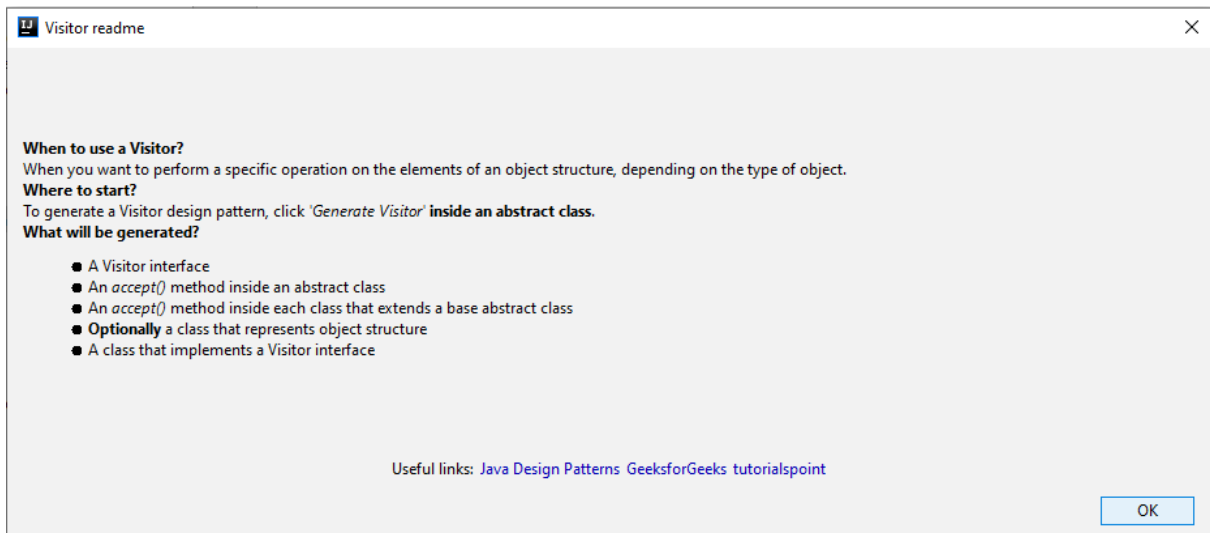 IJ
Visitor readme
When to use a Visitor?
When you want to perform a specific operation on the elements of an object structure, depending on the type of object.
Where to start?
To generate a Visitor design pattern, click 'Generate Visitor' inside an abstract class.
What will be generated?
A Visitor interface
An accept() method inside an abstract class
An accept() method inside each class that extends a base abstract class
Optionally a class that represents object structure
A class that implements a Visitor interface
Useful links: Java Design Patterns GeeksforGeeks tutorialspoint
OK